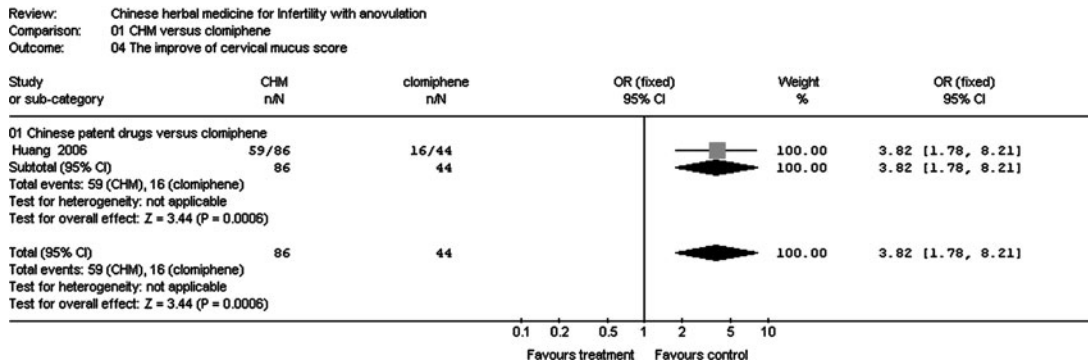 Review: Chinese herbal medicine for Infertility with anovulation
Comparison: 01 CHM versus clomiphene
Outcome: 04 The improve of cervical mucus score
Study CHM clomiphene OR (fixed) Weight OR (fixed)
or sub-category n/N n/N 95% CI % 95% CI
01 Chinese patent drugs versus clomiphene
Huang 2006 59/86 16/44 100.00 3.82 [1.78, 8.21]
Subtotal (95% CI) 86 44 100.00 3.82 [1.78, 8.21]
Total events: 59 (CHM), 16 (clomiphene)
Test for heterogeneity: not applicable
Test for overall effect: Z = 3.44 (P = 0.0006)
Total (95% CI) 86 44 100.00 3.82 [1.78, 8.21]
Total events: 59 (CHM), 16 (clomiphene)
Test for heterogeneity: not applicable
Test for overall effect: Z = 3.44 (P = 0.0006)
0.1 0.2 0.5 1 2 5 10
Favours treatment Favours control